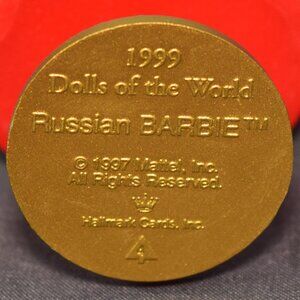 1999
Dolls of the World
Russian BARBIE™
© 1997 Mattel, Inc.
All Rights Reserved.
Hallmark Cards, Inc.
4